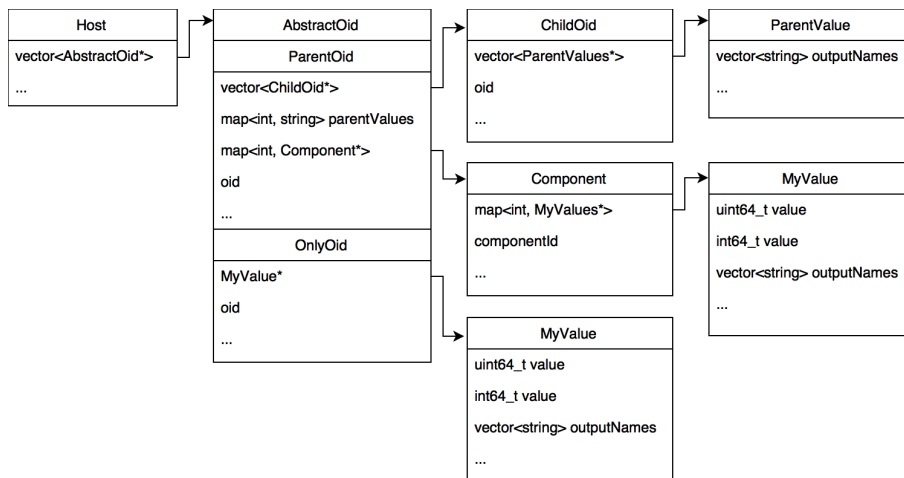 Host
vector<AbstractOid*>
...
AbstractOid
ParentOid
vector<ChildOid*>
map<int, string> parentValues
map<int, Component*>
oid
...
OnlyOid
MyValue*
oid
...
ChildOid
vector<ParentValues*>
oid
...
ParentValue
vector<string> outputNames
...
Component
map<int, MyValues*>
componentId
...
MyValue
uint64_t value
int64_t value
vector<string> outputNames
...
MyValue
uint64_t value
int64_t value
vector<string> outputNames
...